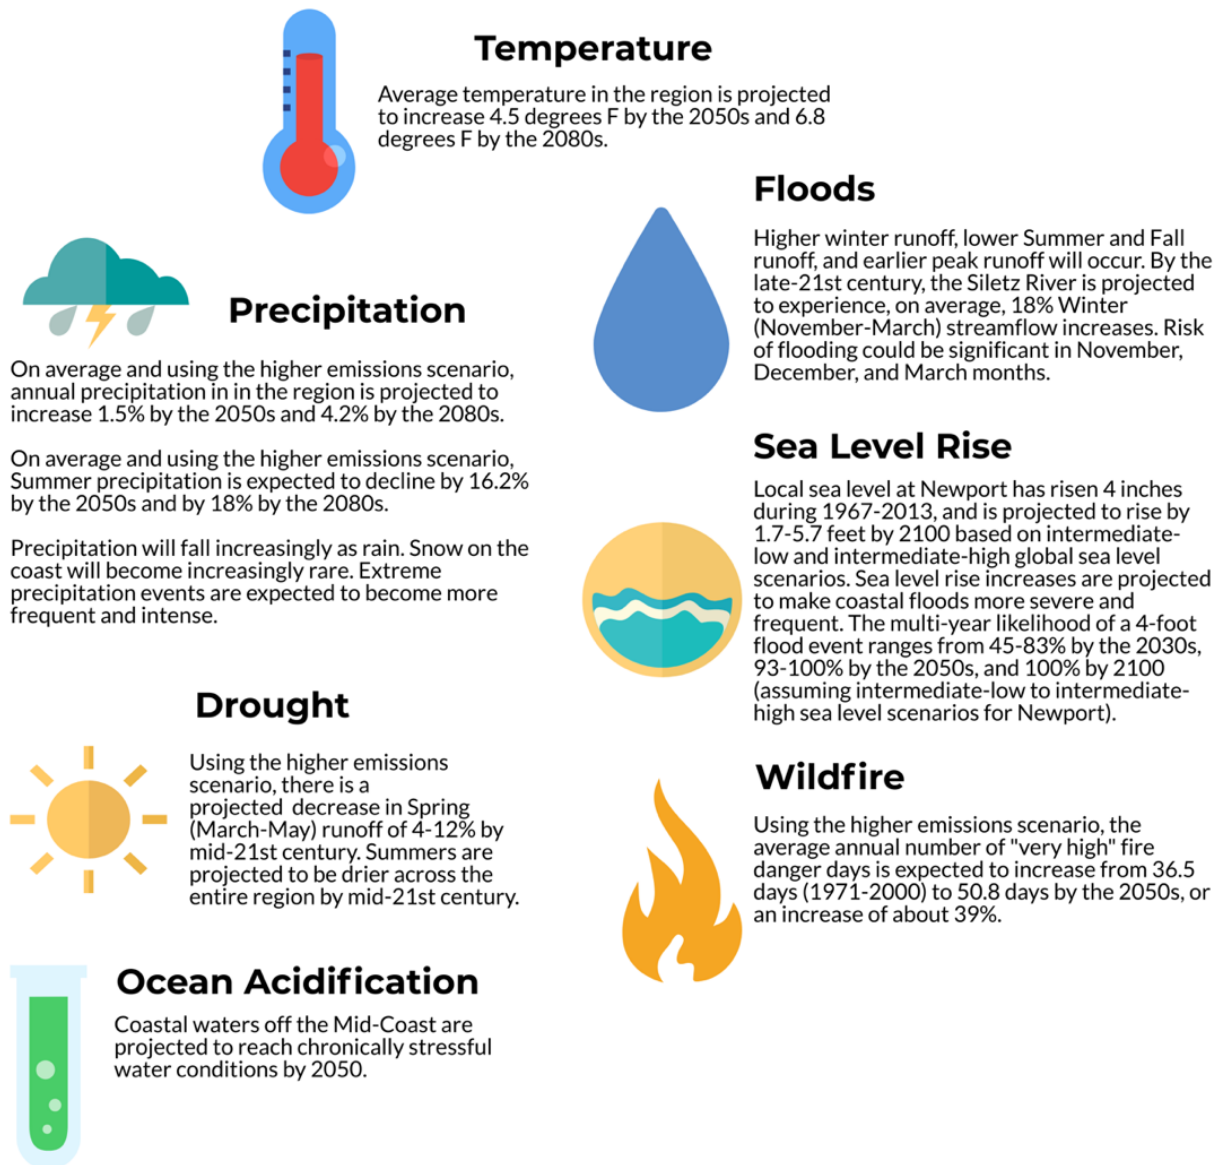 Temperature
Average temperature in the region is projected
to increase 4.5 degrees F by the 2050s and 6.8
degrees F by the 2080s.
Precipitation
On average and using the higher emissions scenario,
annual precipitation in in the region is projected to
increase 1.5% by the 2050s and 4.2% by the 2080s.
On average and using the higher emissions scenario,
Summer precipitation is expected to decline by 16.2%
by the 2050s and by 18% by the 2080s.
Precipitation will fall increasingly as rain. Snow on the
coast will become increasingly rare. Extreme
precipitation events are expected to become more
frequent and intense.
Drought
Using the higher emissions
scenario, there is a
projected decrease in Spring
(March-May) runoff of 4-12% by
mid-21st century. Summers are
projected to be drier across the
entire region by mid-21st century.
Ocean Acidification
Coastal waters off the Mid-Coast are
projected to reach chronically stressful
water conditions by 2050.
Floods
Higher winter runoff, lower Summer and Fall
runoff, and earlier peak runoff will occur. By the
late-21st century, the Siletz River is projected
to experience, on average, 18% Winter
(November-March) streamflow increases. Risk
of flooding could be significant in November,
December, and March months.
Sea Level Rise
Local sea level at Newport has risen 4 inches
during 1967-2013, and is projected to rise by
1.7-5.7 feet by 2100 based on intermediate-
low and intermediate-high global sea level
scenarios. Sea level rise increases are projected
to make coastal floods more severe and
frequent. The multi-year likelihood of a 4-foot
flood event ranges from 45-83% by the 2030s,
93-100% by the 2050s, and 100% by 2100
(assuming intermediate-low to intermediate-
high sea level scenarios for Newport).
Wildfire
Using the higher emissions scenario, the
average annual number of "very high" fire
danger days is expected to increase from 36.5
days (1971-2000) to 50.8 days by the 2050s, or
an increase of about 39%.